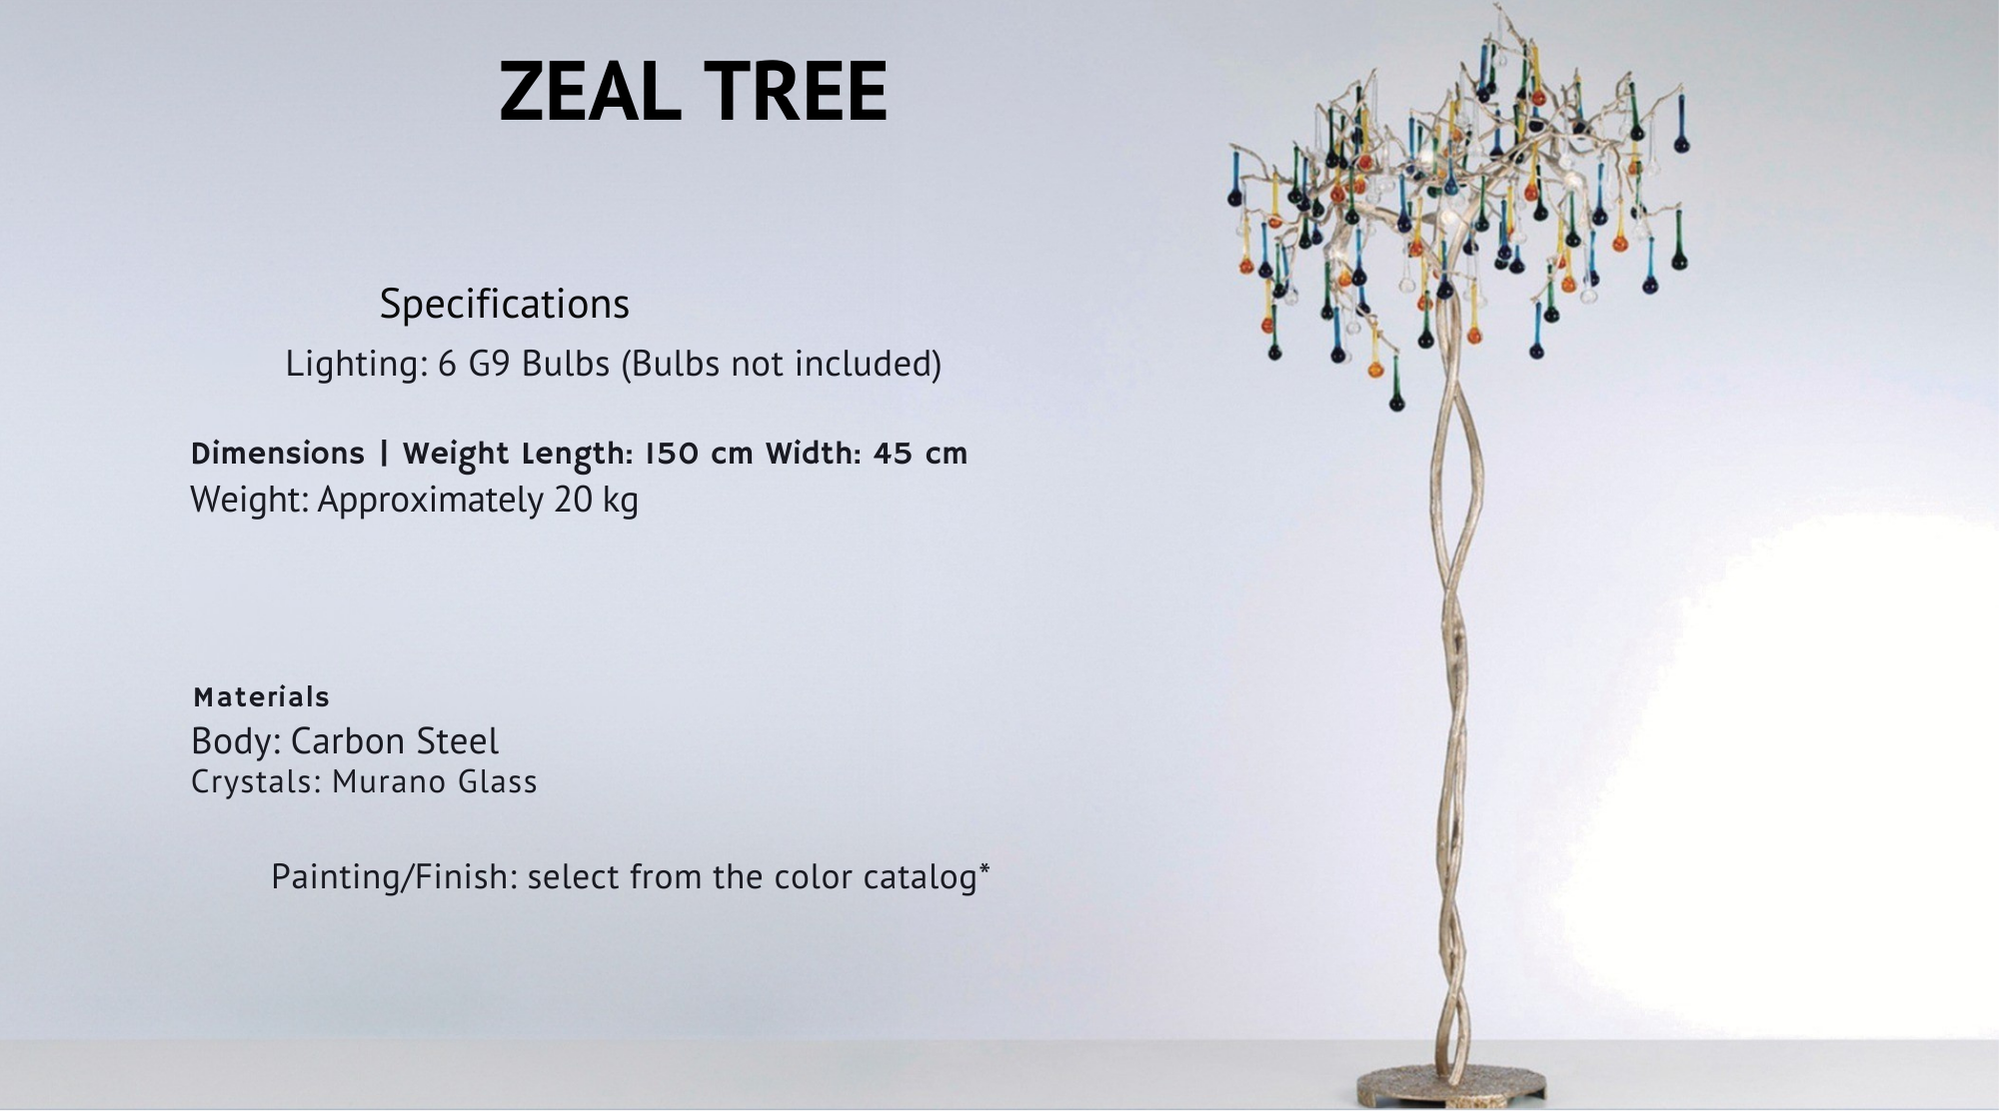 ZEAL TREE
Specifications
Lighting: 6 G9 Bulbs (Bulbs not included)
Dimensions | Weight Length: 150 cm Width: 45 cm
Weight: Approximately 20 kg
Materials
Body: Carbon Steel
Crystals: Murano Glass
Painting/Finish: select from the color catalog*